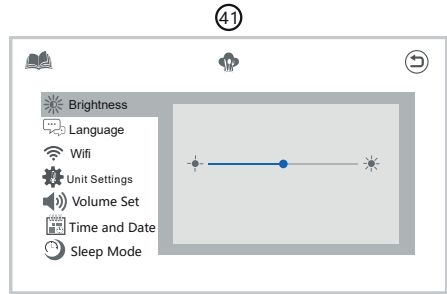 41
Brightness
Language
Wifi
Unit Settings
Volume Set
Time and Date
Sleep Mode